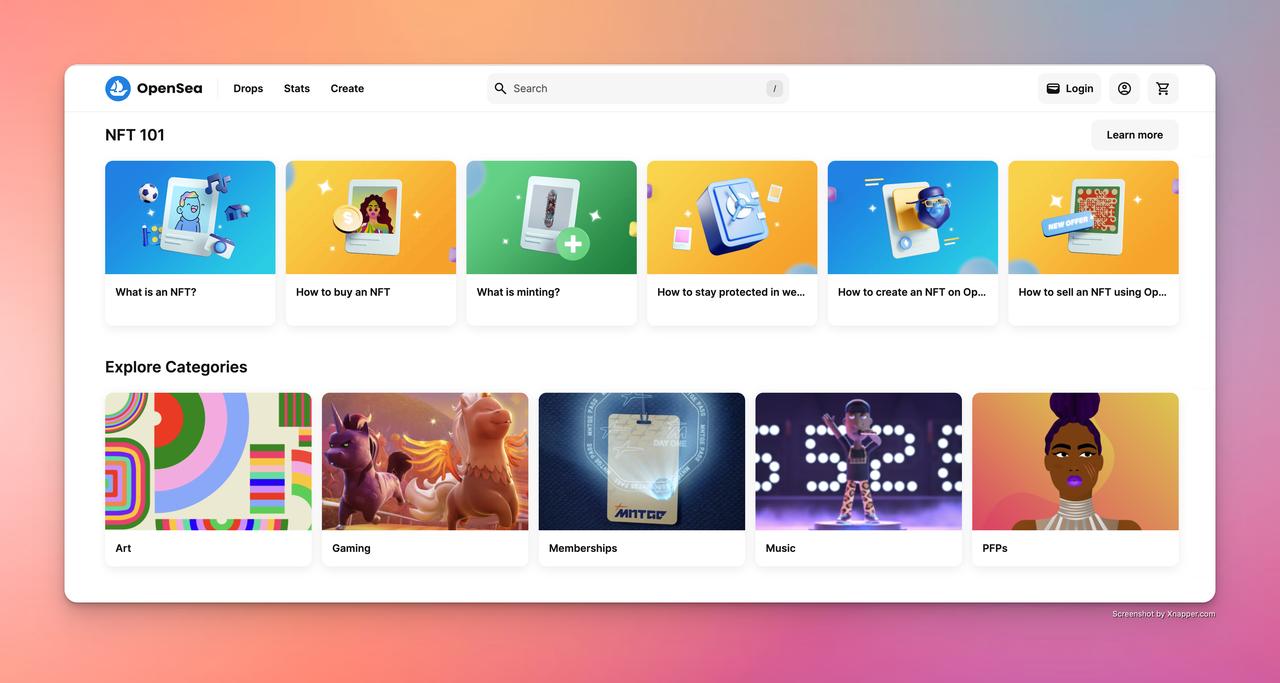 OpenSea
Drops
Stats
Create
Search
/
Login
NFT 101
Learn more
$
NEW OFFER
What is an NFT?
How to buy an NFT
What is minting?
How to stay protected in we...
How to create an NFT on Op...
How to sell an NFT using Op...
Explore Categories
MNTGE PASS
DAY ONE
MNTGE
Art
Gaming
Memberships
Music
PFPs
Screenshot by Xnapper.com